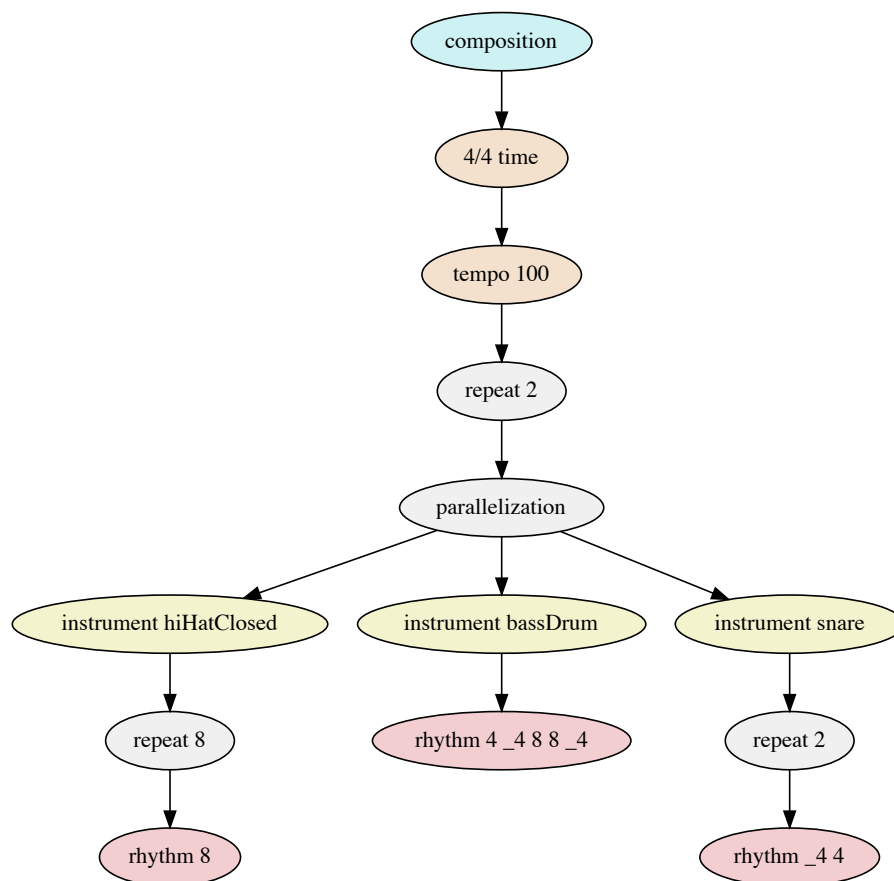 composition
4/4 time
tempo 100
repeat 2
parallelization
instrument hiHatClosed
instrument bassDrum
instrument snare
repeat 8
rhythm 4 _4 8 8 _4
repeat 2
rhythm 8
rhythm _4 4